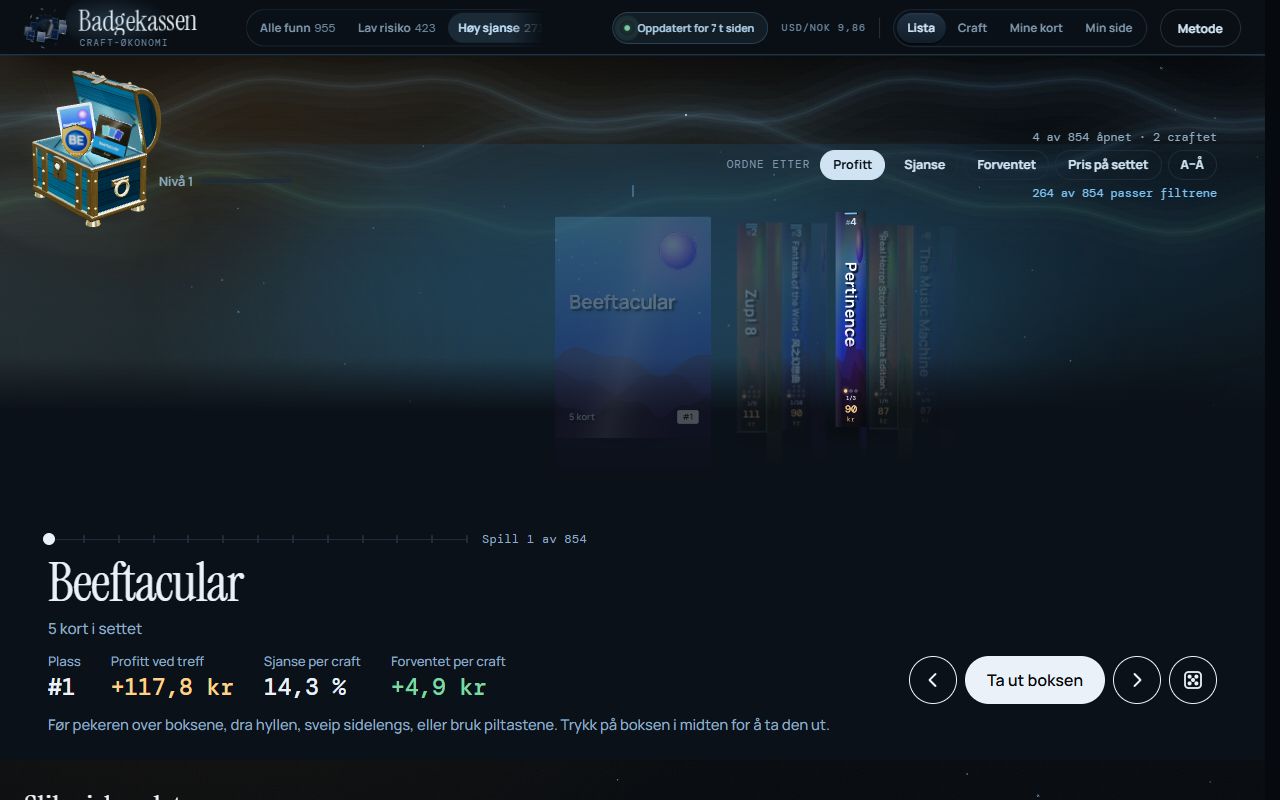 Badgekassen
CRAFT-ØKONOMI
Alle funn 955
Lav risiko 423
Høy sjanse 27
Oppdatert for 7 t siden
USD/NOK 9,86
Lista
Craft
Mine kort
Min side
Metode
4 av 854 åpnet · 2 craftet
BE
Nivå 1
ORDNE ETTER
Profitt
Sjanse
Forventet
Pris på settet
A–Å
264 av 854 passer filtrene
Beeftacular
5 kort
#1
Zup! 8
111
Fantasia of the Wind
90
#4
Pertinence
1/3
90
kr
Real Horror Stories Ultimate Edition
87
The Music Machine
87
Spill 1 av 854
Beeftacular
5 kort i settet
Plass
#1
Profitt ved treff
+117,8 kr
Sjanse per craft
14,3 %
Forventet per craft
+4,9 kr
Ta ut boksen
Før pekeren over boksene, dra hyllen, sveip sidelengs, eller bruk piltastene. Trykk på boksen i midten for å ta den ut.